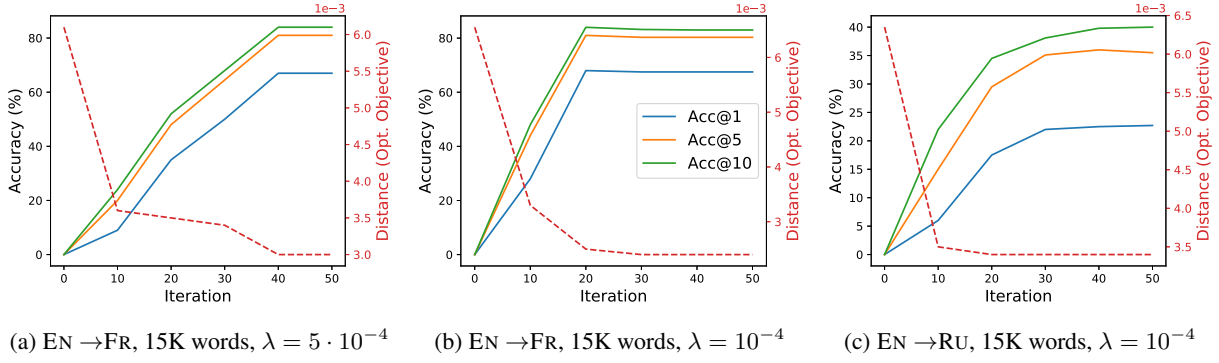 1e−3
80
60
40
20
0
Accuracy (%)
6.0
5.5
5.0
4.5
4.0
3.5
3.0
Distance (Opt. Objective)
0 10 20 30 40 50
Iteration
(a) EN →FR, 15K words, λ = 5 · 10−4
1e−3
80
60
40
20
0
Accuracy (%)
Acc@1
Acc@5
Acc@10
6
5
4
3
Distance (Opt. Objective)
0 10 20 30 40 50
Iteration
(b) EN →FR, 15K words, λ = 10−4
1e−3
40
35
30
25
20
15
10
5
0
Accuracy (%)
6.5
6.0
5.5
5.0
4.5
4.0
3.5
Distance (Opt. Objective)
0 10 20 30 40 50
Iteration
(c) EN →RU, 15K words, λ = 10−4